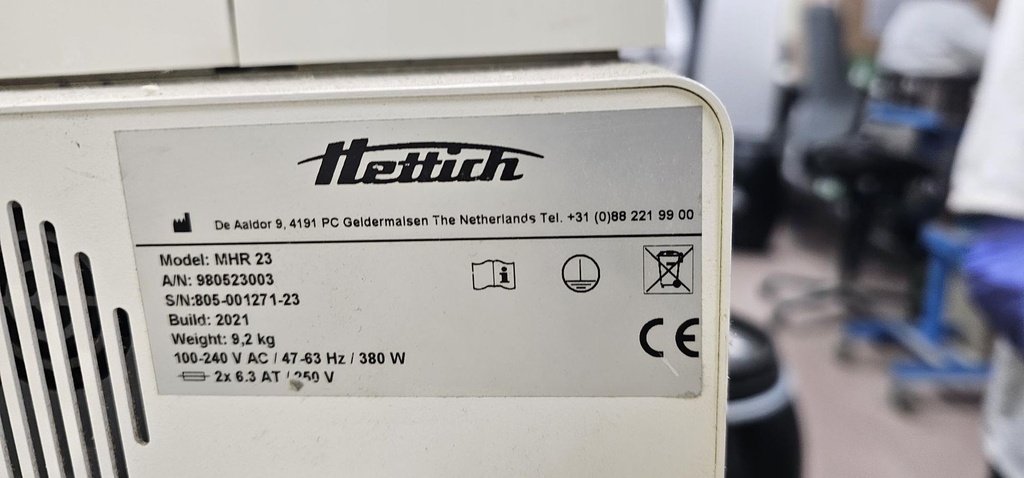 Hettich
De Aaldor 9, 4191 PC Geldermalsen The Netherlands Tel. +31 (0)88 221 99 00
Model: MHR 23
A/N: 980523003
S/N:805-001271-23
Build: 2021
Weight: 9,2 kg
100-240 V AC / 47-63 Hz / 380 W
2x 6.3 AT / 250 V
CE